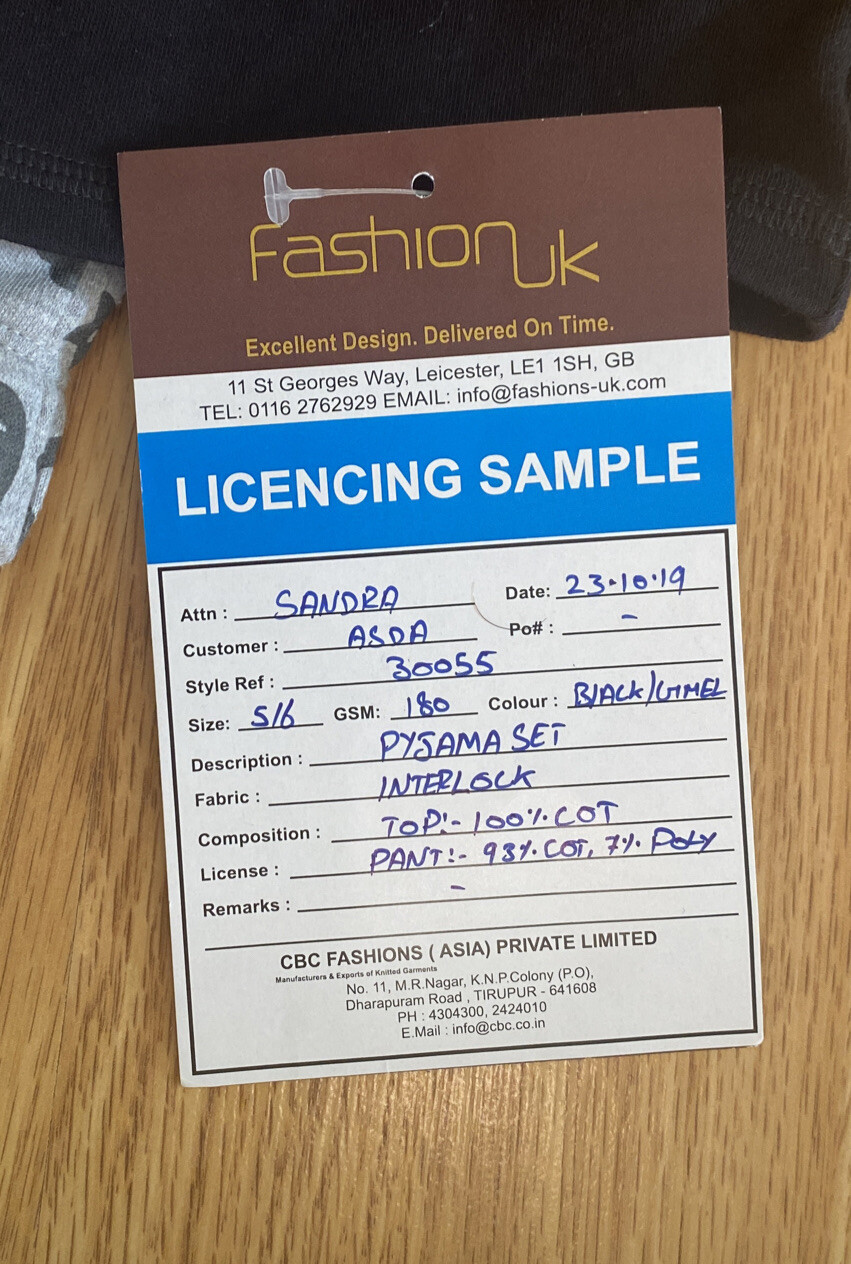 Fashion UK
Excellent Design. Delivered On Time.
11 St Georges Way, Leicester, LE1 1SH, GB
TEL: 0116 2762929 EMAIL: info@fashions-uk.com
LICENCING SAMPLE
Attn : SANDRA Date: 23.10.19
Customer : ASDA Po# : -
Style Ref : 30055
Size: 5/6 GSM: 180 Colour : BLACK/GMEL
Description : PYJAMA SET
Fabric : INTERLOCK
Composition : TOP:- 100% COT
License : PANT:- 93% COT, 7% POLY
Remarks : -
CBC FASHIONS ( ASIA) PRIVATE LIMITED
Manufacturers & Exports of Knitted Garments
No. 11, M.R.Nagar, K.N.P.Colony (P.O),
Dharapuram Road , TIRUPUR - 641608
PH : 4304300, 2424010
E.Mail : info@cbc.co.in